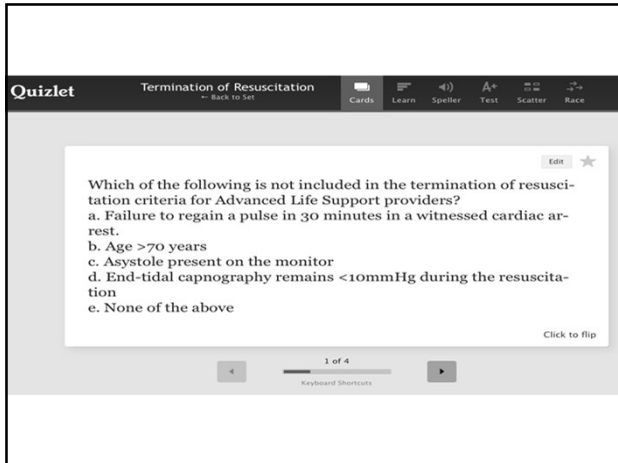 Quizlet
Termination of Resuscitation
← Back to Set
Cards
Learn
Speller
A+
Test
Scatter
Race
Edit
Which of the following is not included in the termination of resusci-
tation criteria for Advanced Life Support providers?
a. Failure to regain a pulse in 30 minutes in a witnessed cardiac ar-
rest.
b. Age >70 years
c. Asystole present on the monitor
d. End-tidal capnography remains <10mmHg during the resuscita-
tion
e. None of the above
Click to flip
1 of 4
Keyboard Shortcuts